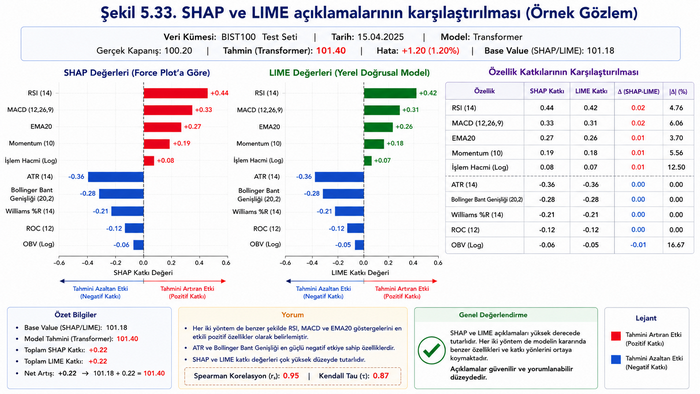 Şekil 5.33. SHAP ve LIME açıklamalarının karşılaştırılması (Örnek Gözlem)
Veri Kümesi: BIST100 Test Seti | Tarih: 15.04.2025 | Model: Transformer
Gerçek Kapanış: 100.20 | Tahmin (Transformer): 101.40 | Hata: +1.20 (1.20%) | Base Value (SHAP/LIME): 101.18
SHAP Değerleri (Force Plot'a Göre)
RSI (14) +0.44
MACD (12,26,9) +0.33
EMA20 +0.27
Momentum (10) +0.19
İşlem Hacmi (Log) +0.08
ATR (14) -0.36
Bollinger Bant
Genişliği (20,2) -0.28
Williams %R (14) -0.21
ROC (12) -0.12
OBV (Log) -0.06
-0.6 -0.4 -0.2 0.0 0.2 0.4 0.6
SHAP Katkı Değeri
Tahmini Azaltan Etki Tahmini Artıran Etki
(Negatif Katkı) (Pozitif Katkı)
LIME Değerleri (Yerel Doğrusal Model)
RSI (14) +0.42
MACD (12,26,9) +0.31
EMA20 +0.26
Momentum (10) +0.18
İşlem Hacmi (Log) +0.07
ATR (14) -0.36
Bollinger Bant
Genişliği (20,2) -0.28
Williams %R (14) -0.21
ROC (12) -0.12
OBV (Log) -0.05
-0.6 -0.4 -0.2 0.0 0.2 0.4 0.6
LIME Katkı Değeri
Tahmini Azaltan Etki Tahmini Artıran Etki
(Negatif Katkı) (Pozitif Katkı)
Özellik Katkılarının Karşılaştırılması
Özellik SHAP Katkı LIME Katkı Δ (SHAP-LIME) |Δ| (%)
RSI (14) 0.44 0.42 0.02 4.76
MACD (12,26,9) 0.33 0.31 0.02 6.06
EMA20 0.27 0.26 0.01 3.70
Momentum (10) 0.19 0.18 0.01 5.56
İşlem Hacmi (Log) 0.08 0.07 0.01 12.50
ATR (14) -0.36 -0.36 0.00 0.00
Bollinger Bant Genişliği (20,2) -0.28 -0.28 0.00 0.00
Williams %R (14) -0.21 -0.21 0.00 0.00
ROC (12) -0.12 -0.12 0.00 0.00
OBV (Log) -0.06 -0.05 -0.01 16.67
Özet Bilgiler
• Base Value (SHAP/LIME): 101.18
• Model Tahmini (Transformer): 101.40
• Toplam SHAP Katkısı: +0.22
• Toplam LIME Katkısı: +0.22
• Net Artış: +0.22 → 101.18 + 0.22 = 101.40
Yorum
• Her iki yöntem de benzer şekilde RSI, MACD ve EMA20 göstergelerini en
etkili pozitif özellikler olarak belirlemiştir.
• ATR ve Bollinger Bant Genişliği en güçlü negatif etkiye sahip özelliklerdir.
• SHAP ve LIME katkı değerleri çok yüksek düzeyde tutarlıdır.
Spearman Korelasyon (rₛ): 0.95 | Kendall Tau (τ): 0.87
Genel Değerlendirme
SHAP ve LIME açıklamaları yüksek derecede
tutarlıdır. Her iki yöntem de modelin kararında
benzer özellikleri ve katkı yönlerini ortaya
koymaktadır.
Açıklamalar güvenilir ve yorumlanabilir
düzeydedir.
Lejant
Tahmini Artıran Etki
(Pozitif Katkı)
Tahmini Azaltan Etki
(Negatif Katkı)